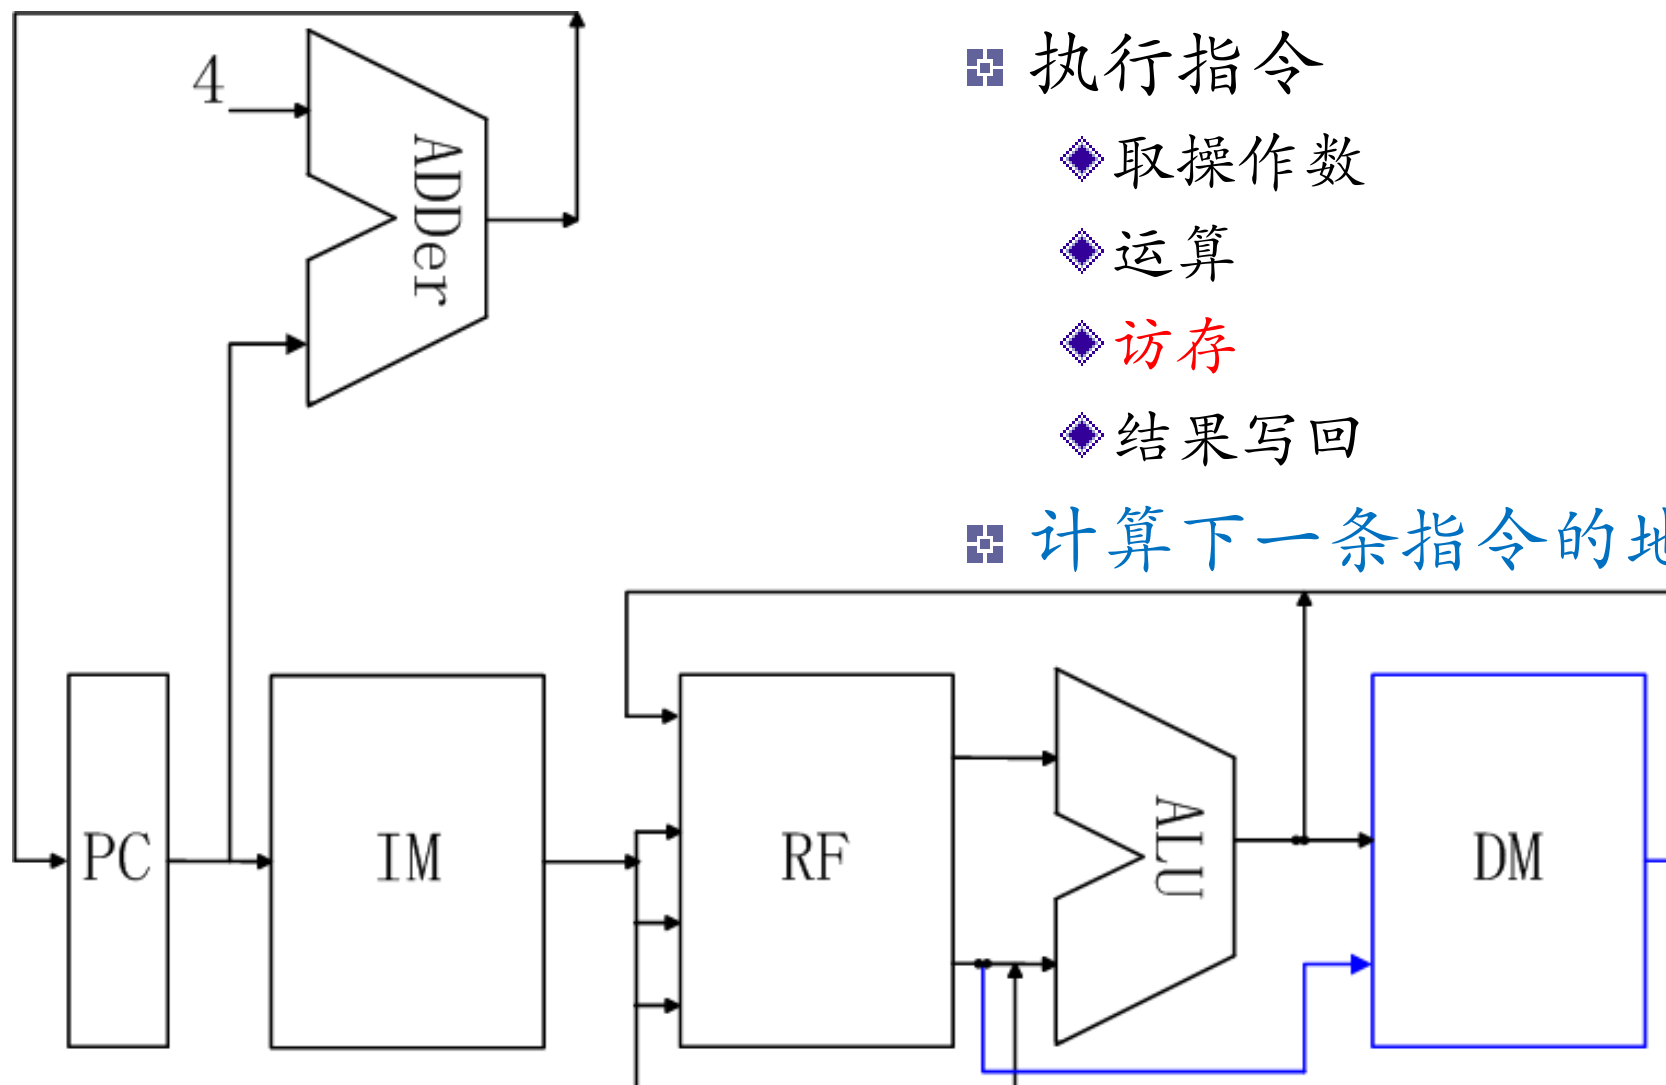 执行指令
取操作数
运算
访存
结果写回
计算下一条指令的
4
ADDer
PC
IM
RF
ALU
DM